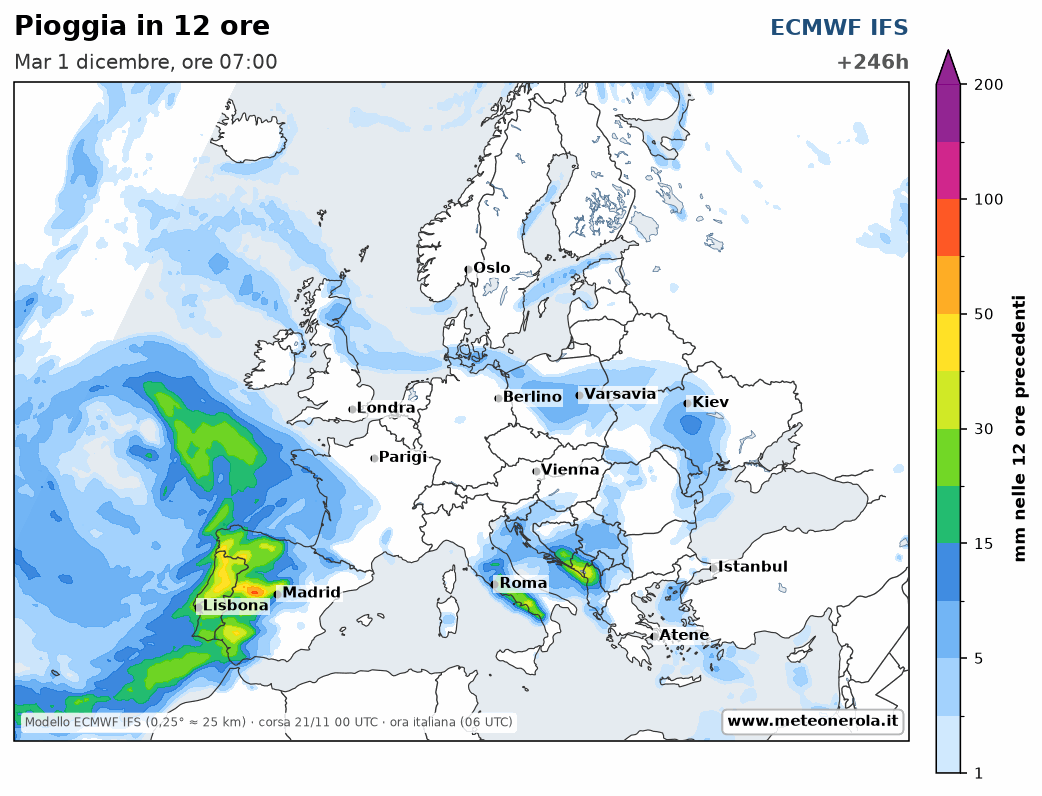 Pioggia in 12 ore
ECMWF IFS
Mar 1 dicembre, ore 07:00
+246h
200
100
50
30
15
5
1
mm nelle 12 ore precedenti
Oslo
Berlino
Varsavia
Kiev
Londra
Parigi
Vienna
Istanbul
Roma
Madrid
Lisbona
Atene
Modello ECMWF IFS (0,25° ≈ 25 km) · corsa 21/11 00 UTC · ora italiana (06 UTC)
www.meteonerola.it